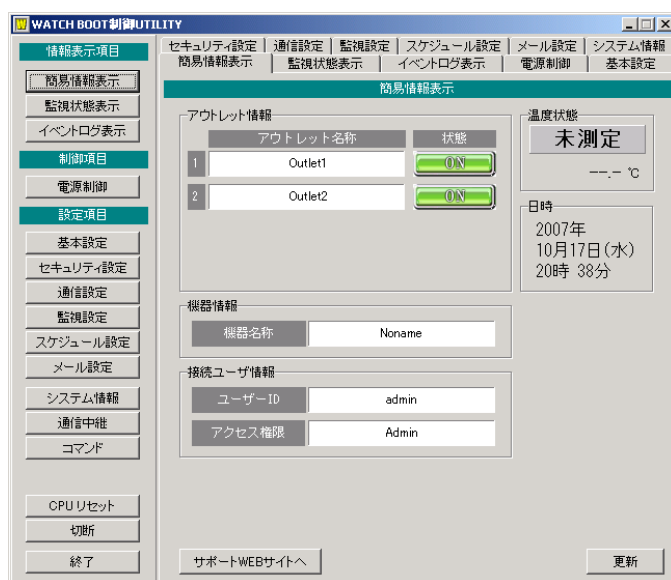 WATCH BOOT制御UTILITY
情報表示項目
簡易情報表示
監視状態表示
イベントログ表示
制御項目
電源制御
設定項目
基本設定
セキュリティ設定
通信設定
監視設定
スケジュール設定
メール設定
システム情報
通信中継
コマンド
CPUリセット
切断
終了
セキュリティ設定 通信設定 監視設定 スケジュール設定 メール設定 システム情報
簡易情報表示 監視状態表示 イベントログ表示 電源制御 基本設定
簡易情報表示
アウトレット情報
アウトレット名称 状態
1 Outlet1 ON
2 Outlet2 ON
温度状態
未測定
--.- ℃
日時
2007年
10月17日(水)
20時 38分
機器情報
機器名称 Noname
接続ユーザ情報
ユーザーID admin
アクセス権限 Admin
サポートWEBサイトへ
更新